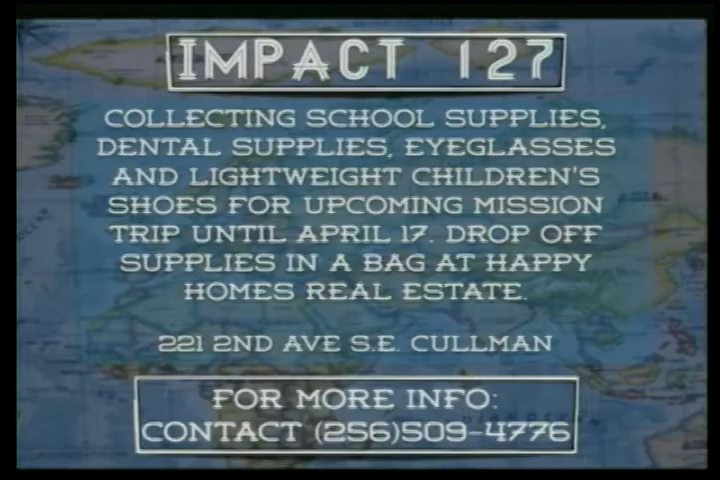 IMPACT 127
COLLECTING SCHOOL SUPPLIES,
DENTAL SUPPLIES, EYEGLASSES
AND LIGHTWEIGHT CHILDREN'S
SHOES FOR UPCOMING MISSION
TRIP UNTIL APRIL 17. DROP OFF
SUPPLIES IN A BAG AT HAPPY
HOMES REAL ESTATE.
221 2ND AVE S.E. CULLMAN
FOR MORE INFO:
CONTACT (256)509-4776